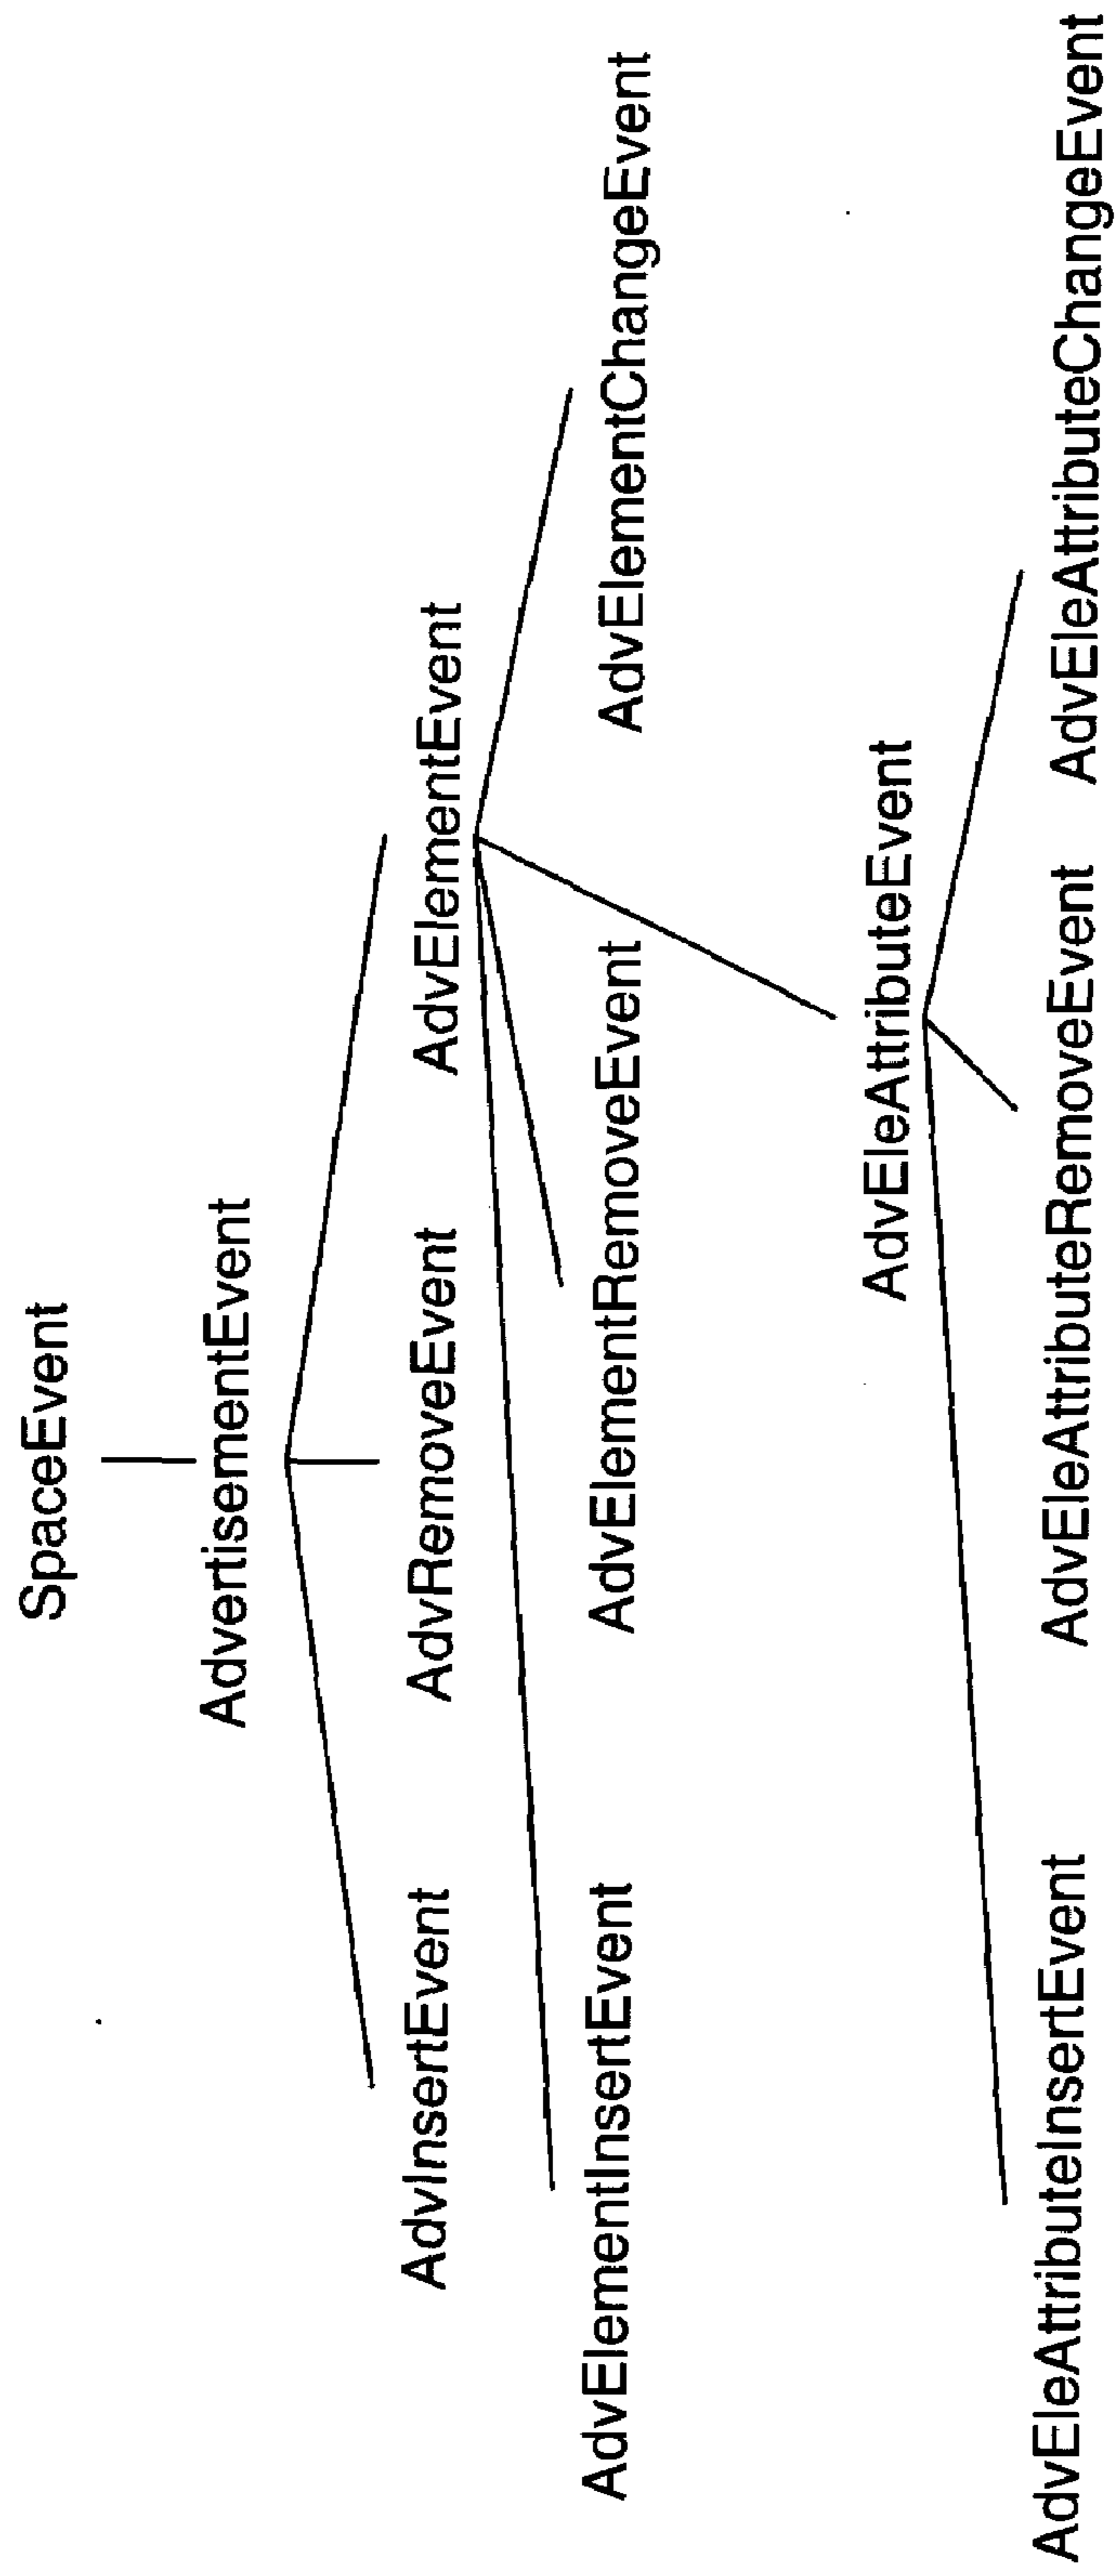 SpaceEvent
AdvertisementEvent
AdvInsertEvent
AdvRemoveEvent
AdvElementEvent
AdvElementInsertEvent
AdvElementRemoveEvent
AdvElementChangeEvent
AdvEleAttributeEvent
AdvEleAttributeInsertEvent
AdvEleAttributeRemoveEvent
AdvEleAttributeChangeEvent